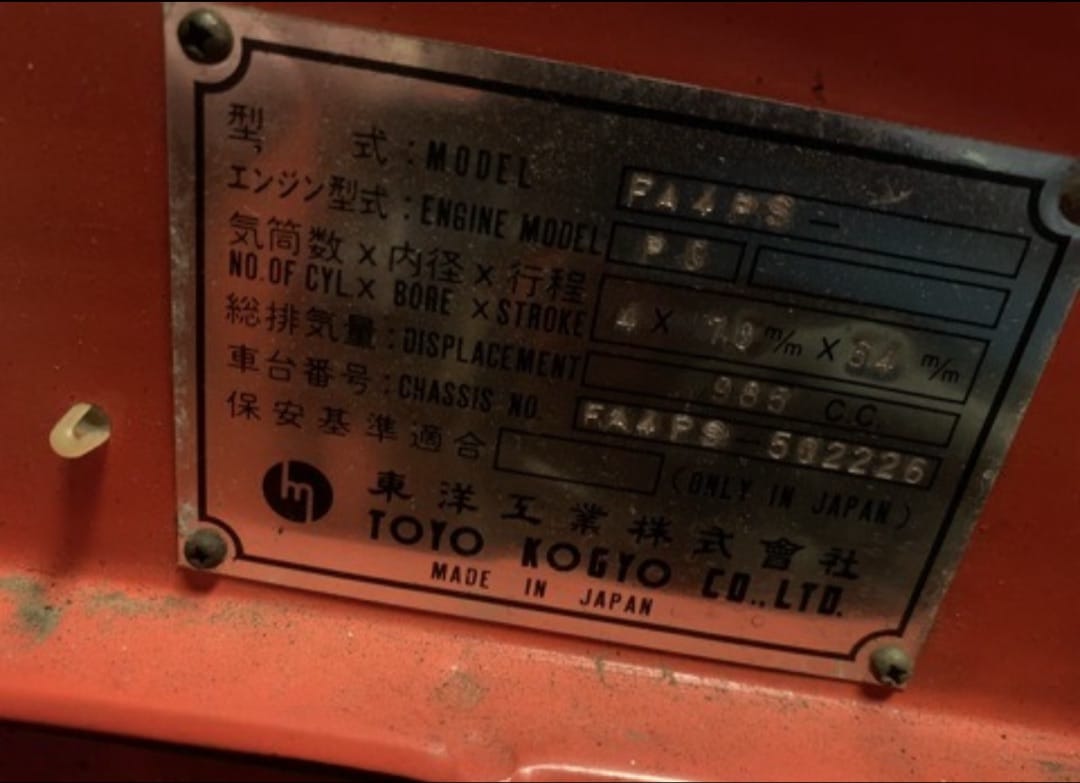 型 式 : MODEL FA4PS-
エンジン型式 : ENGINE MODEL PB
気筒数×内径×行程
NO. OF CYL× BORE ×STROKE 4 X 70 m/m X 64 m/m
総排気量 : DISPLACEMENT 985 C.C.
車台番号 : CHASSIS NO. FA4PS-502226
保安基準適合 (ONLY IN JAPAN)
東洋工業株式會社
TOYO KOGYO CO.,LTD.
MADE IN JAPAN